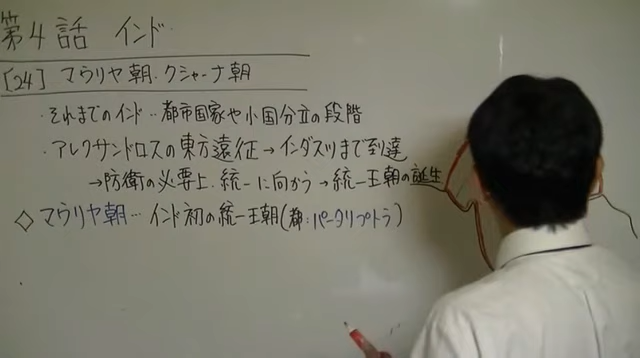 第4話 インド
[24] マウリヤ朝・クシャーナ朝
・それまでのインド‥都市国家や小国分立の段階
・アレクサンドロスの東方遠征→インダスツまで到達
→防衛の必要上、統一に向かう→統一王朝の誕生
◇マウリヤ朝…インド初の統一王朝(都:パータリプトラ)